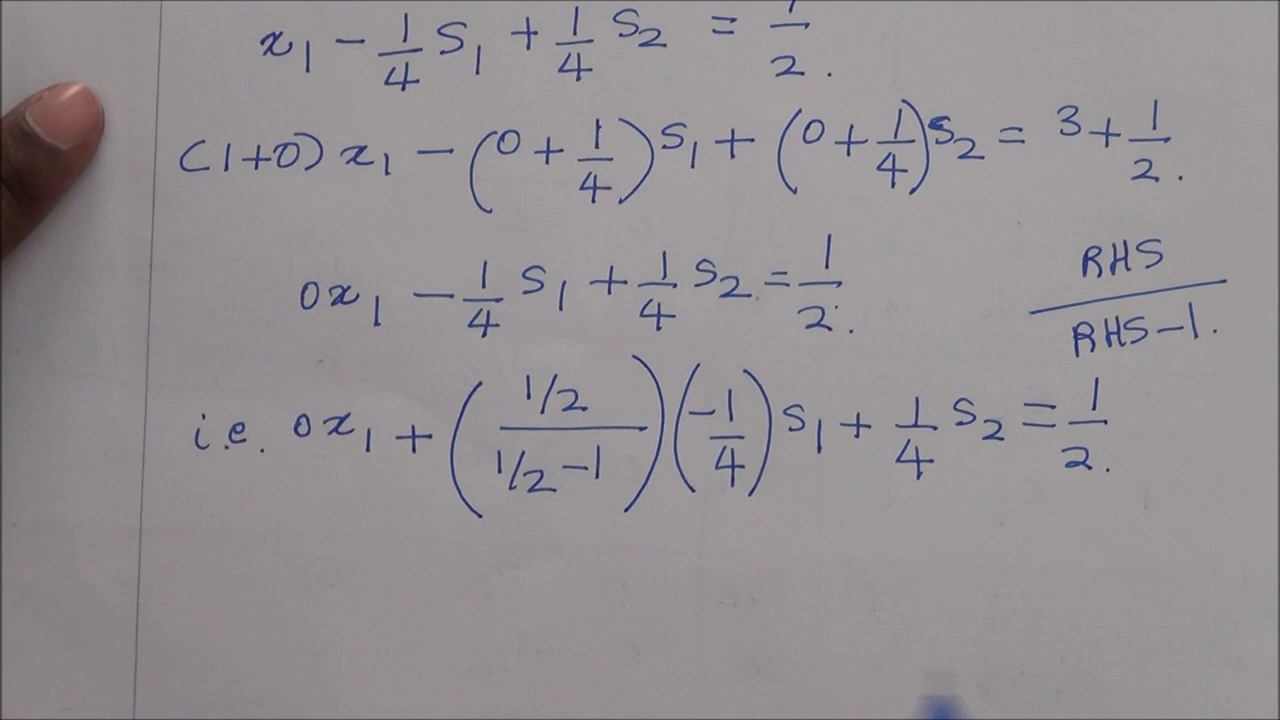 x₁ - 1/4 S₁ + 1/4 S₂ = 1/2.
(1+0) x₁ - (0 + 1/4) S₁ + (0 + 1/4) S₂ = 3 + 1/2.
0x₁ - 1/4 S₁ + 1/4 S₂ = 1/2.
RHS
RHS-1.
i.e. 0x₁ + ((1/2)/(1/2 - 1)) (-1/4) S₁ + 1/4 S₂ = 1/2.